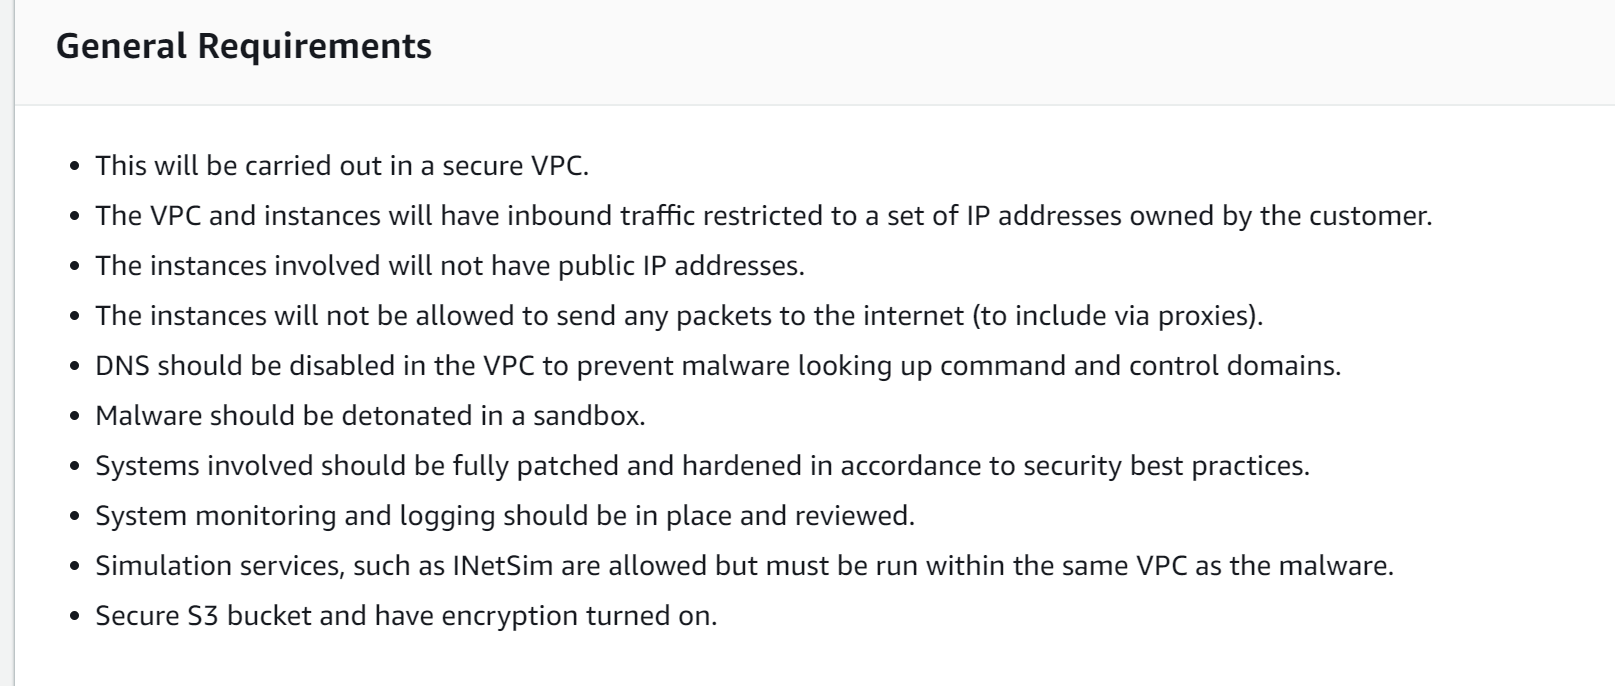 General Requirements
• This will be carried out in a secure VPC.
• The VPC and instances will have inbound traffic restricted to a set of IP addresses owned by the customer.
• The instances involved will not have public IP addresses.
• The instances will not be allowed to send any packets to the internet (to include via proxies).
• DNS should be disabled in the VPC to prevent malware looking up command and control domains.
• Malware should be detonated in a sandbox.
• Systems involved should be fully patched and hardened in accordance to security best practices.
• System monitoring and logging should be in place and reviewed.
• Simulation services, such as INetSim are allowed but must be run within the same VPC as the malware.
• Secure S3 bucket and have encryption turned on.